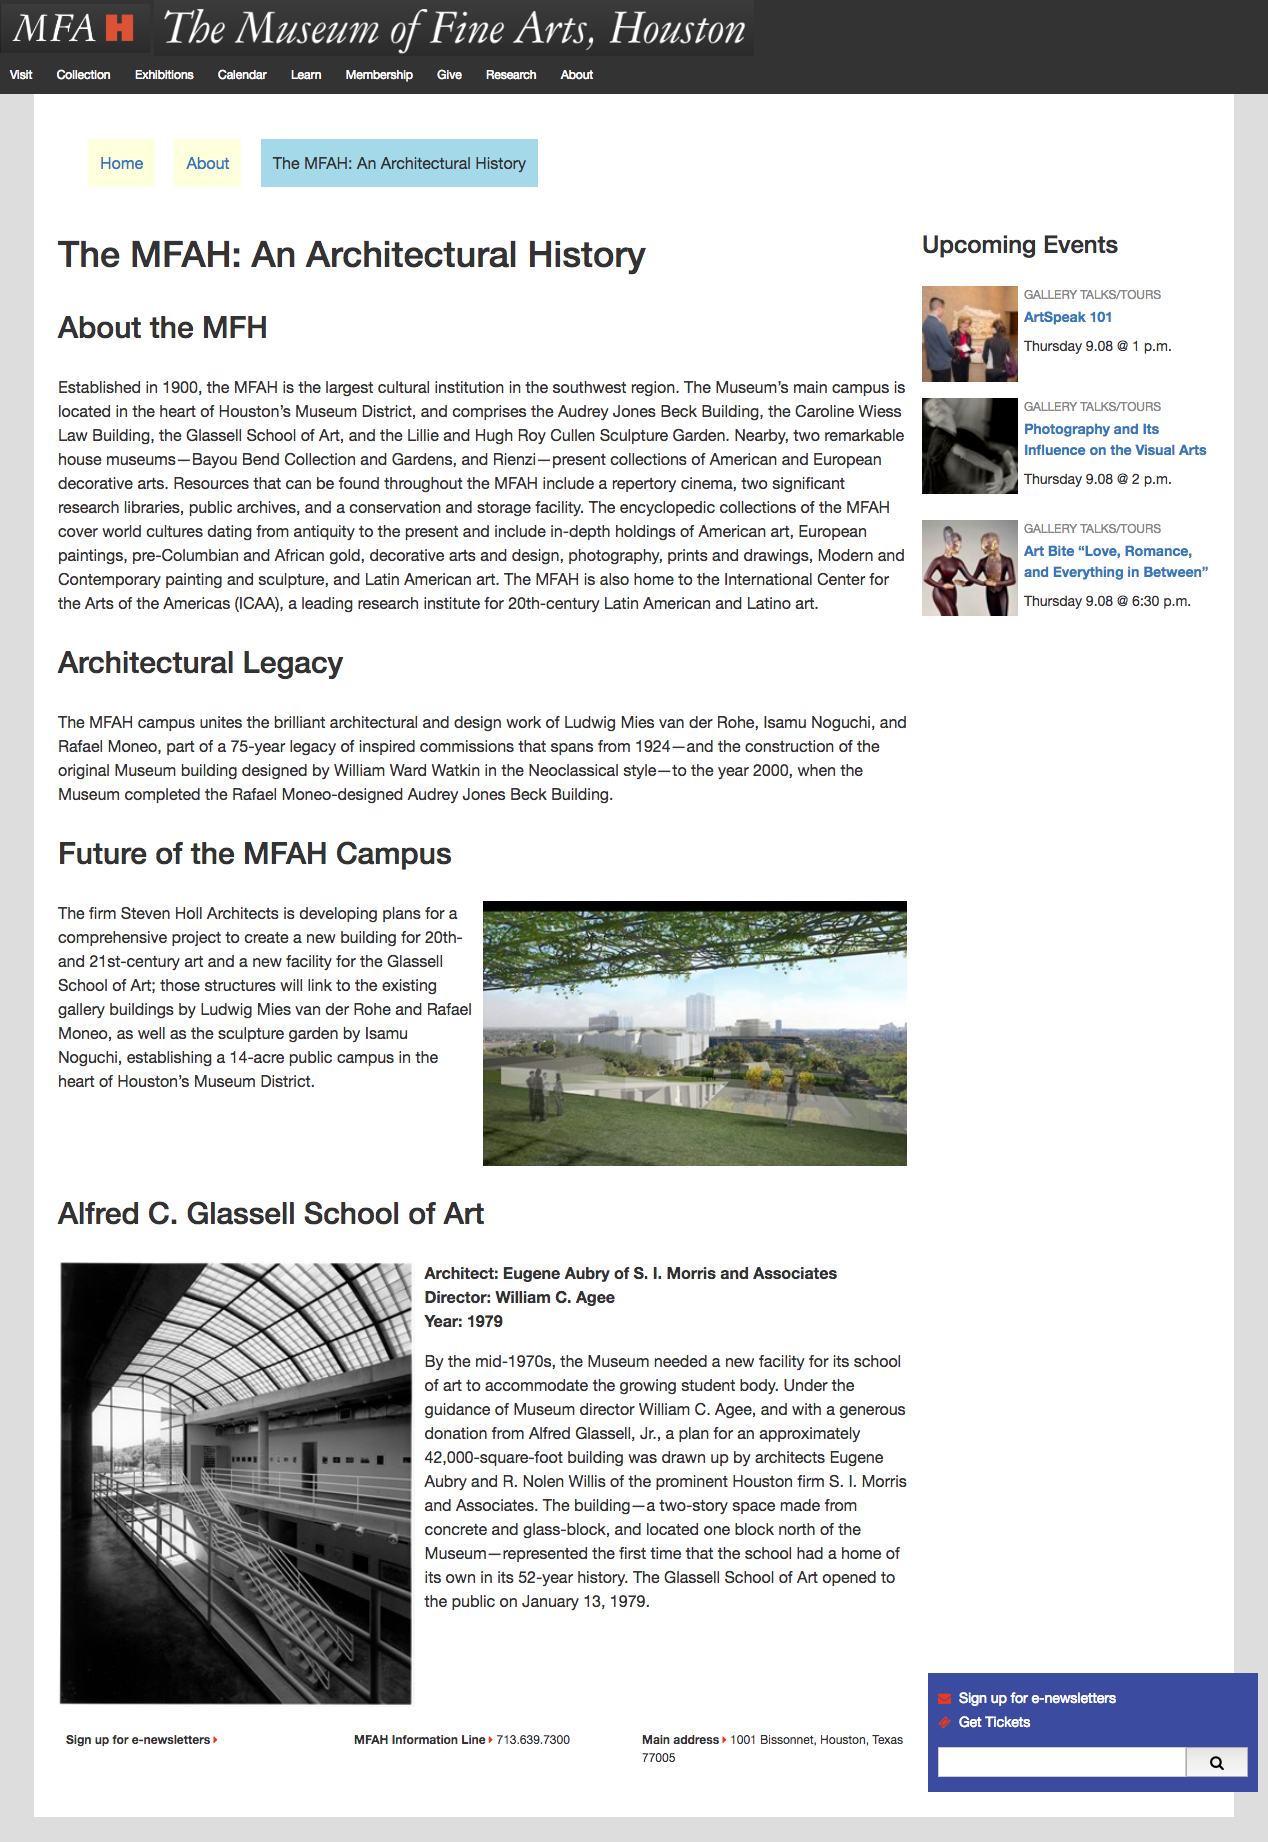 MFAH The Museum of Fine Arts, Houston
Visit Collection Exhibitions Calendar Learn Membership Give Research About
Home About The MFAH: An Architectural History
The MFAH: An Architectural History
About the MFH
Established in 1900, the MFAH is the largest cultural institution in the southwest region. The Museum’s main campus is
located in the heart of Houston’s Museum District, and comprises the Audrey Jones Beck Building, the Caroline Wiess
Law Building, the Glassell School of Art, and the Lillie and Hugh Roy Cullen Sculpture Garden. Nearby, two remarkable
house museums—Bayou Bend Collection and Gardens, and Rienzi—present collections of American and European
decorative arts. Resources that can be found throughout the MFAH include a repertory cinema, two significant
research libraries, public archives, and a conservation and storage facility. The encyclopedic collections of the MFAH
cover world cultures dating from antiquity to the present and include in-depth holdings of American art, European
paintings, pre-Columbian and African gold, decorative arts and design, photography, prints and drawings, Modern and
Contemporary painting and sculpture, and Latin American art. The MFAH is also home to the International Center for
the Arts of the Americas (ICAA), a leading research institute for 20th-century Latin American and Latino art.
Architectural Legacy
The MFAH campus unites the brilliant architectural and design work of Ludwig Mies van der Rohe, Isamu Noguchi, and
Rafael Moneo, part of a 75-year legacy of inspired commissions that spans from 1924—and the construction of the
original Museum building designed by William Ward Watkin in the Neoclassical style—to the year 2000, when the
Museum completed the Rafael Moneo-designed Audrey Jones Beck Building.
Future of the MFAH Campus
The firm Steven Holl Architects is developing plans for a
comprehensive project to create a new building for 20th-
and 21st-century art and a new facility for the Glassell
School of Art; those structures will link to the existing
gallery buildings by Ludwig Mies van der Rohe and Rafael
Moneo, as well as the sculpture garden by Isamu
Noguchi, establishing a 14-acre public campus in the
heart of Houston’s Museum District.
Alfred C. Glassell School of Art
Architect: Eugene Aubry of S. I. Morris and Associates
Director: William C. Agee
Year: 1979
By the mid-1970s, the Museum needed a new facility for its school
of art to accommodate the growing student body. Under the
guidance of Museum director William C. Agee, and with a generous
donation from Alfred Glassell, Jr., a plan for an approximately
42,000-square-foot building was drawn up by architects Eugene
Aubry and R. Nolen Willis of the prominent Houston firm S. I. Morris
and Associates. The building—a two-story space made from
concrete and glass-block, and located one block north of the
Museum—represented the first time that the school had a home of
its own in its 52-year history. The Glassell School of Art opened to
the public on January 13, 1979.
Upcoming Events
GALLERY TALKS/TOURS
ArtSpeak 101
Thursday 9.08 @ 1 p.m.
GALLERY TALKS/TOURS
Photography and Its
Influence on the Visual Arts
Thursday 9.08 @ 2 p.m.
GALLERY TALKS/TOURS
Art Bite “Love, Romance,
and Everything in Between”
Thursday 9.08 @ 6:30 p.m.
Sign up for e-newsletters
MFAH Information Line 713.639.7300
Main address 1001 Bissonnet, Houston, Texas
77005
Sign up for e-newsletters
Get Tickets